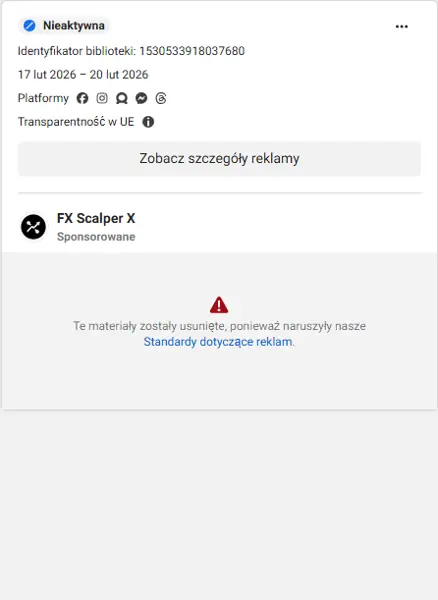 Nieaktywna
Identyfikator biblioteki: 1530533918037680
17 lut 2026 – 20 lut 2026
Platformy
Transparentność w UE
Zobacz szczegóły reklamy
FX Scalper X
Sponsorowane
Te materiały zostały usunięte, ponieważ naruszyły nasze
Standardy dotyczące reklam.